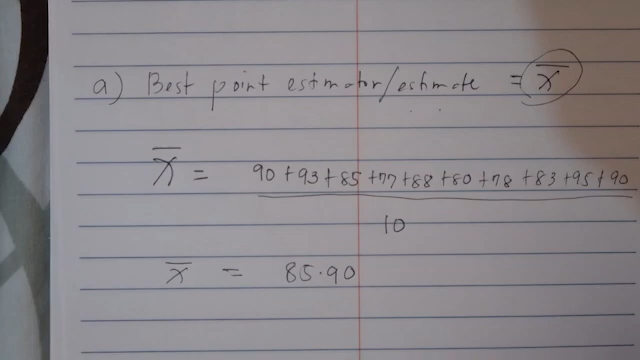 a) Best point estimator/estimate = x̄
x̄ = 90+93+85+77+88+80+78+83+95+90
10
x̄ = 85.90